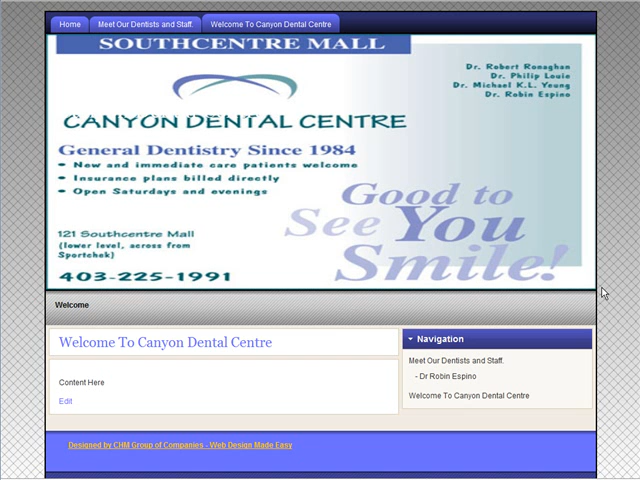 Home Meet Our Dentists and Staff. Welcome To Canyon Dental Centre
SOUTHCENTRE MALL
Dr. Robert Ronaghan
Dr. Philip Louie
Dr. Michael K.L. Yeung
Dr. Robin Espino
CANYON DENTAL CENTRE
General Dentistry Since 1984
• New and immediate care patients welcome
• Insurance plans billed directly
• Open Saturdays and evenings
Good to
See You
Smile!
121 Southcentre Mall
(lower level, across from
Sportchek)
403-225-1991
Welcome
Welcome To Canyon Dental Centre
Content Here
Edit
Navigation
Meet Our Dentists and Staff.
- Dr Robin Espino
Welcome To Canyon Dental Centre
Designed by CHM Group of Companies - Web Design Made Easy